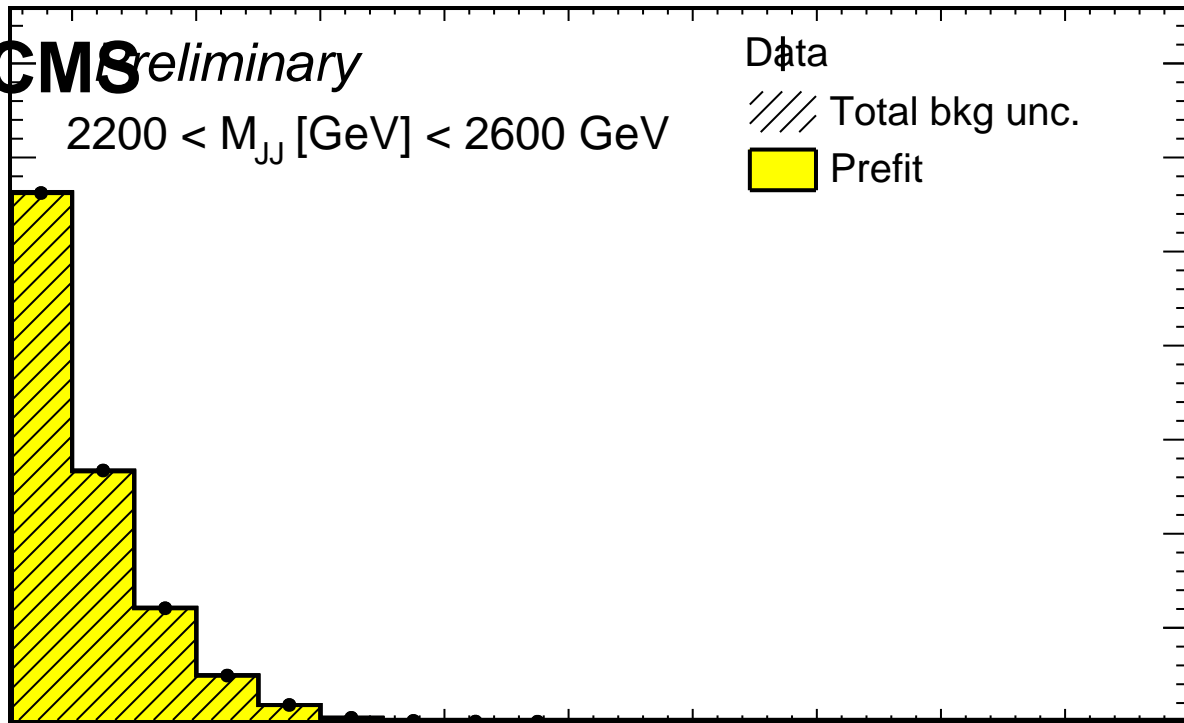 CMS Preliminary
2200 < M_JJ [GeV] < 2600 GeV
Data
Total bkg unc.
Prefit